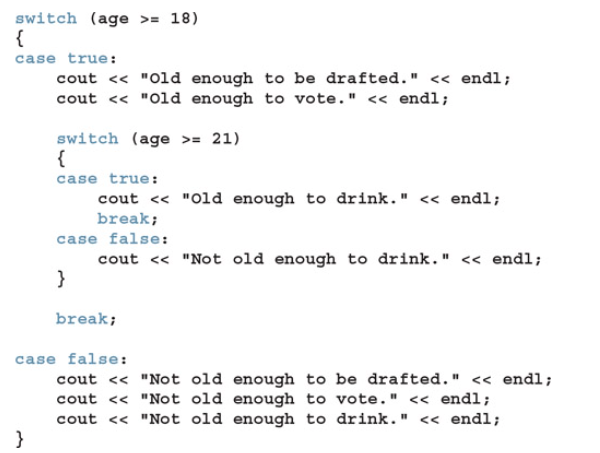 switch (age >= 18)
{
case true:
    cout << "Old enough to be drafted." << endl;
    cout << "Old enough to vote." << endl;

    switch (age >= 21)
    {
    case true:
        cout << "Old enough to drink." << endl;
        break;
    case false:
        cout << "Not old enough to drink." << endl;
    }

    break;

case false:
    cout << "Not old enough to be drafted." << endl;
    cout << "Not old enough to vote." << endl;
    cout << "Not old enough to drink." << endl;
}